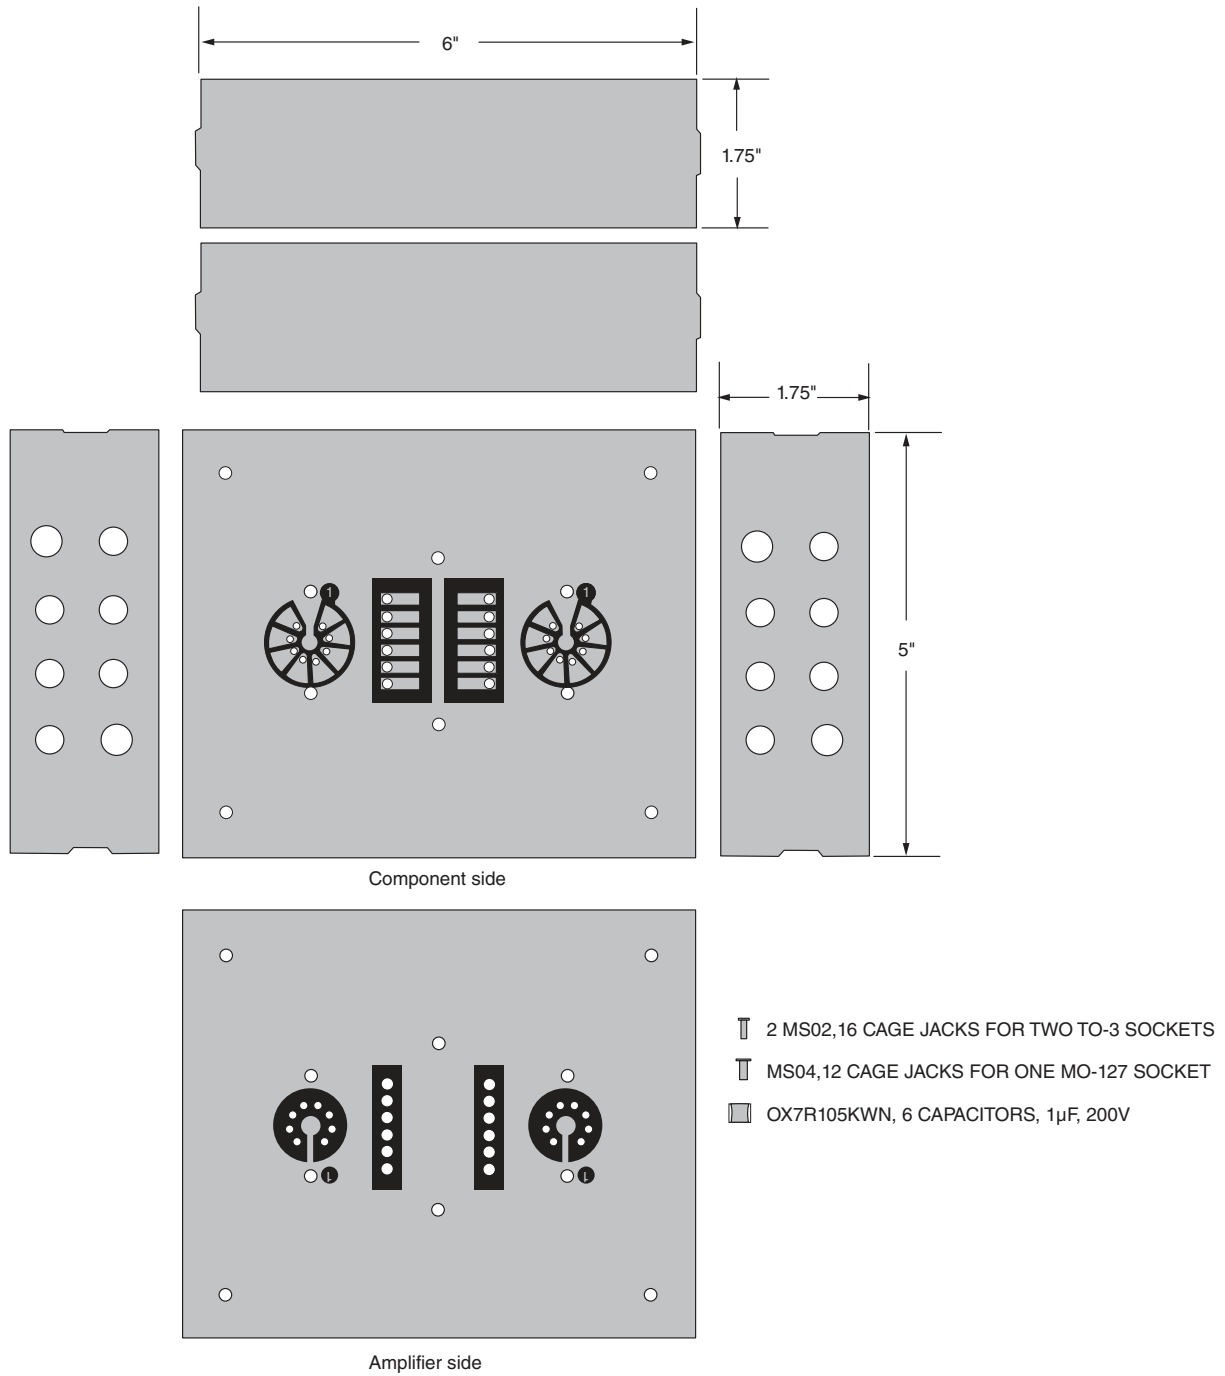 6"
1.75"
1.75"
5"
1
1
Component side
2 MS02,16 CAGE JACKS FOR TWO TO-3 SOCKETS
MS04,12 CAGE JACKS FOR ONE MO-127 SOCKET
OX7R105KWN, 6 CAPACITORS, 1µF, 200V
1
1
Amplifier side